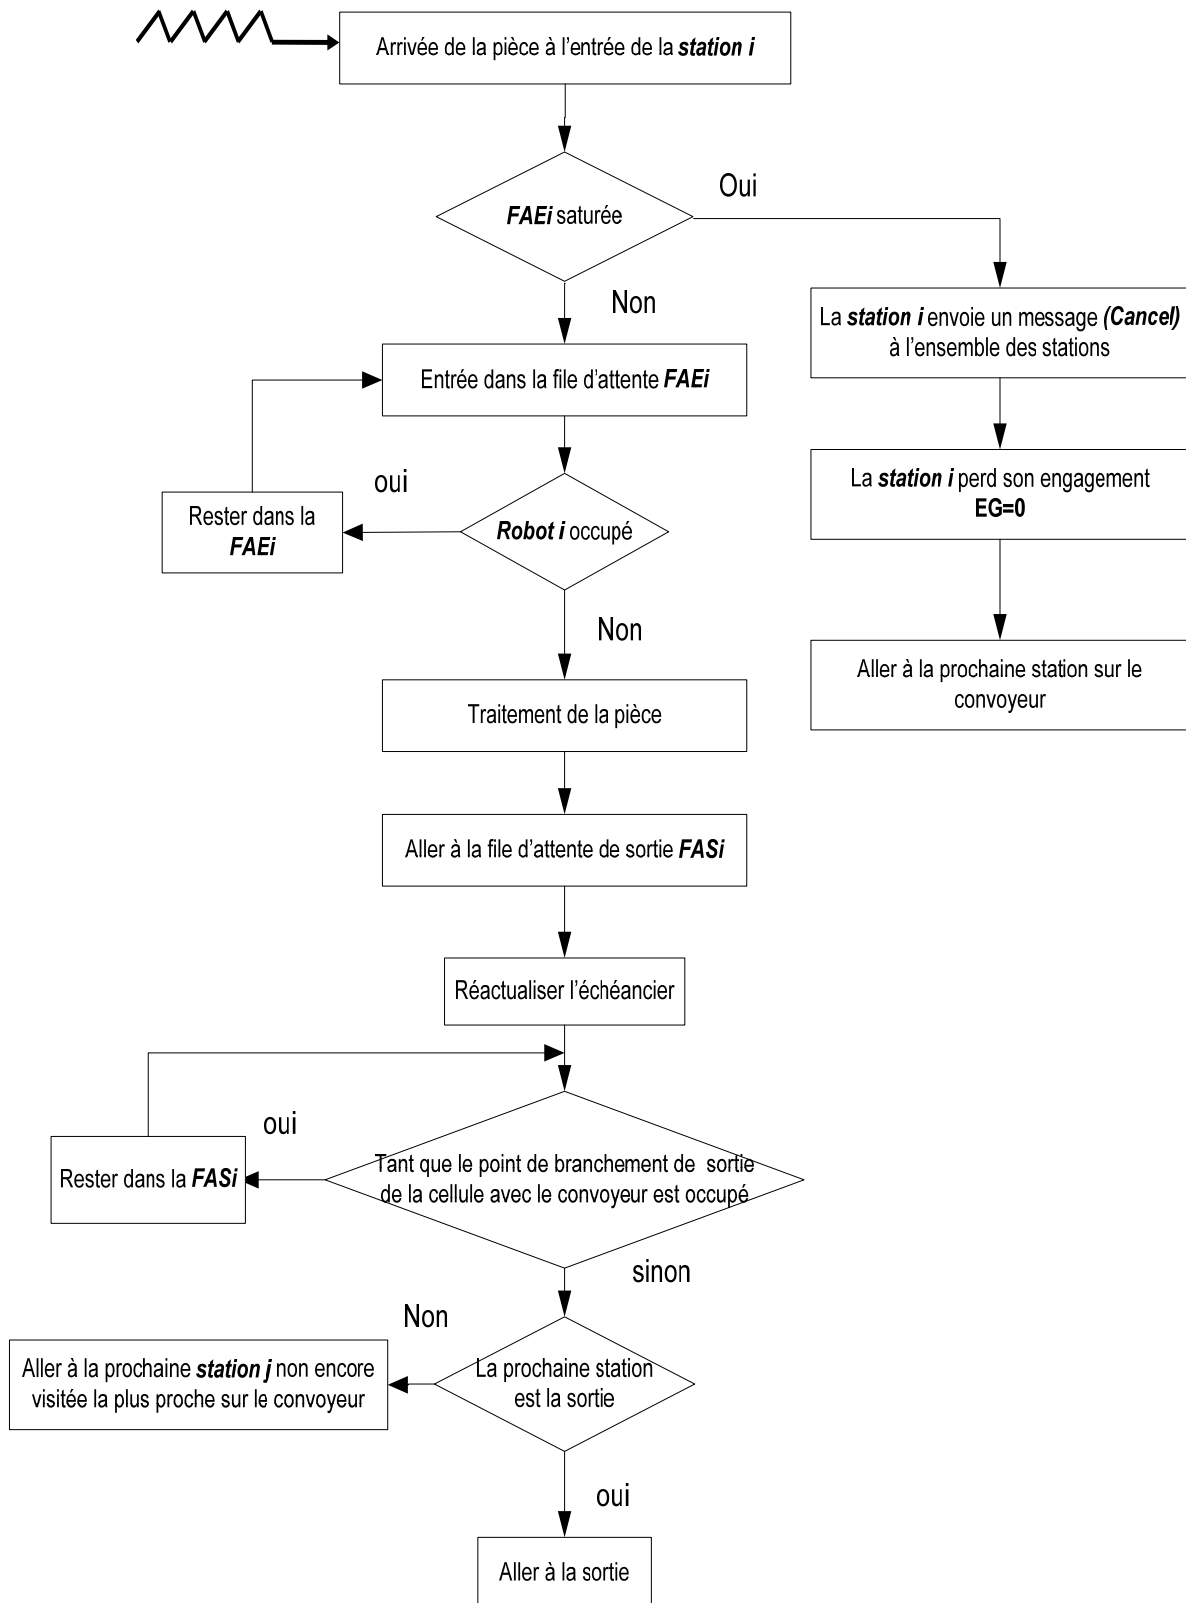 Arrivée de la pièce à l'entrée de la station i
Oui
FAEi saturée
Non
La station i envoie un message (Cancel)
à l'ensemble des stations
Entrée dans la file d'attente FAEi
oui
La station i perd son engagement
EG=0
Rester dans la
FAEi
Robot i occupé
Non
Aller à la prochaine station sur le
convoyeur
Traitement de la pièce
Aller à la file d'attente de sortie FASi
Réactualiser l'échéancier
oui
Tant que le point de branchement de sortie
de la cellule avec le convoyeur est occupé
Rester dans la FASi
sinon
Non
La prochaine station
est la sortie
Aller à la prochaine station j non encore
visitée la plus proche sur le convoyeur
oui
Aller à la sortie